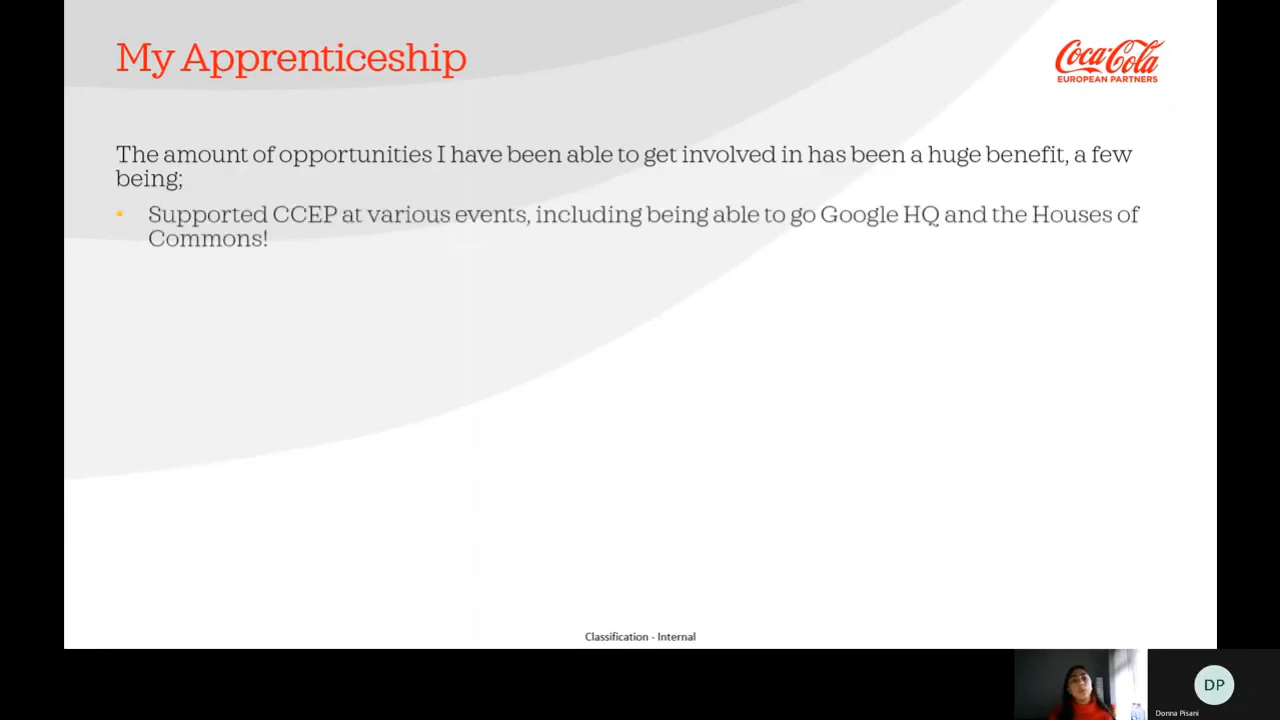 My Apprenticeship
Coca-Cola
EUROPEAN PARTNERS
The amount of opportunities I have been able to get involved in has been a huge benefit, a few
being;
▪ Supported CCEP at various events, including being able to go Google HQ and the Houses of
Commons!
Classification - Internal
DP
Donna Pisani